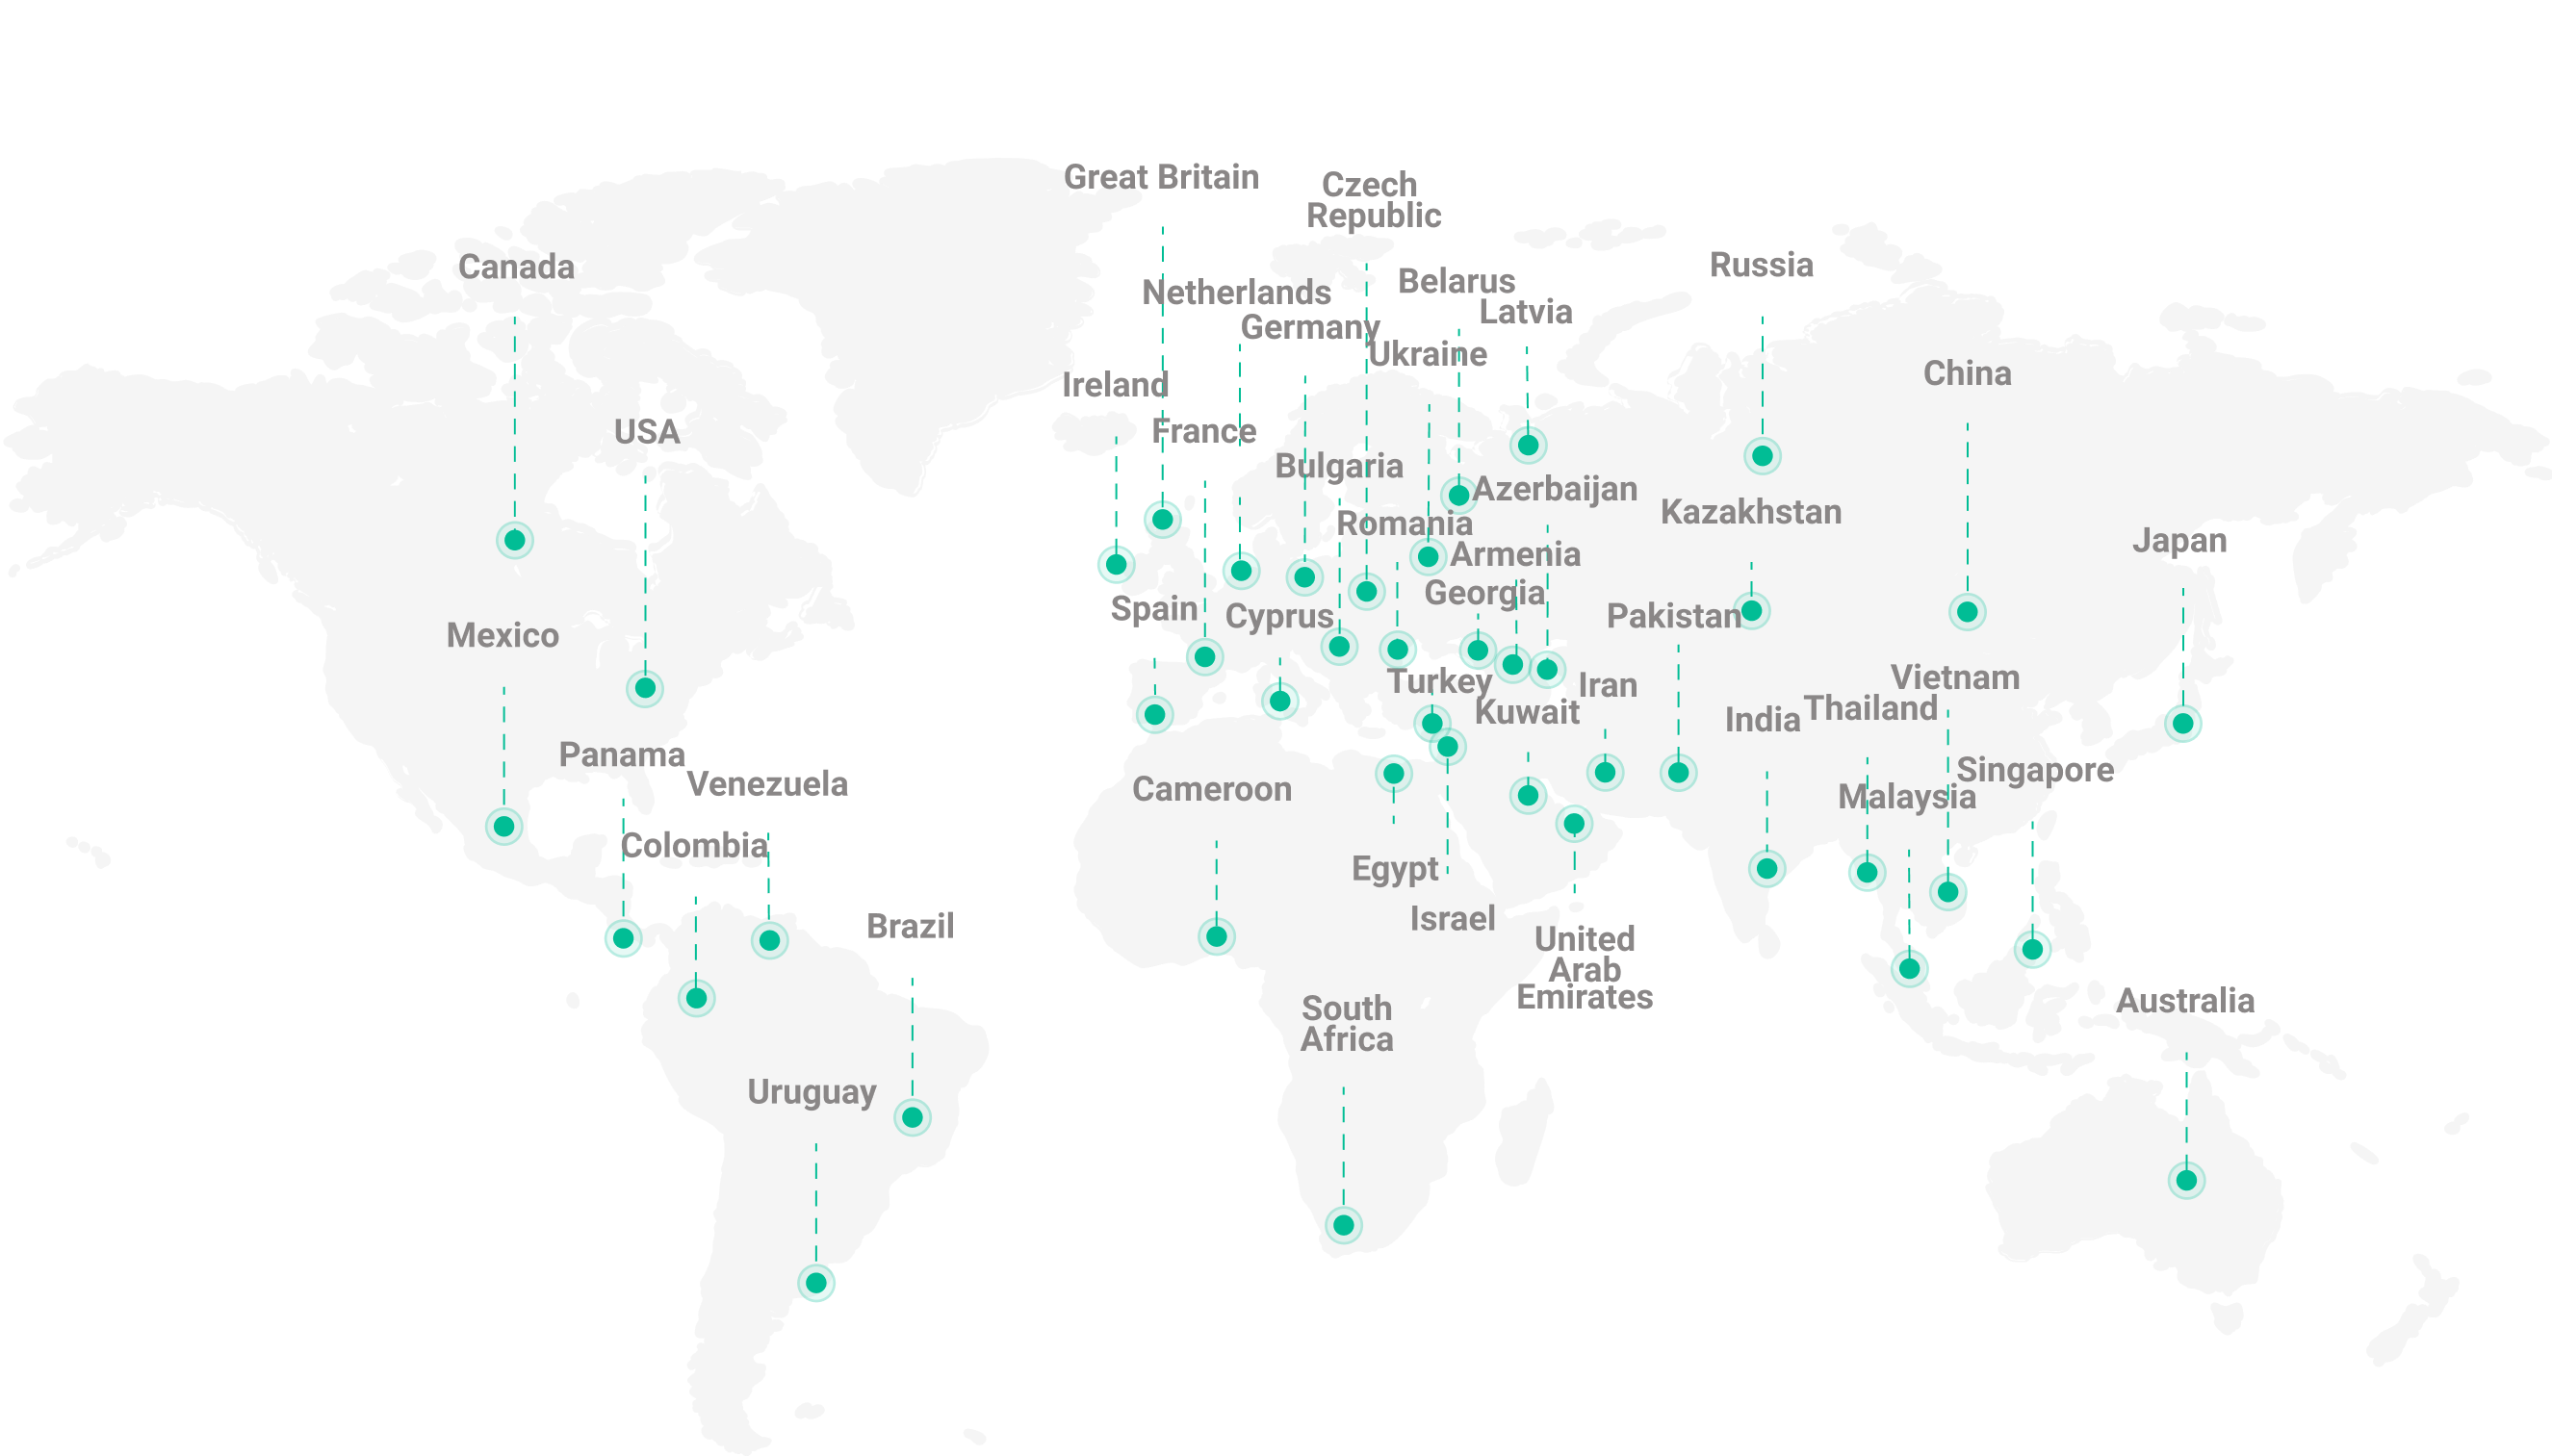 Great Britain
Czech
Republic
Canada
Russia
Belarus
Netherlands
Latvia
Germany
Ukraine
China
Ireland
USA
France
Bulgaria
Azerbaijan
Kazakhstan
Romania
Japan
Armenia
Georgia
Spain
Cyprus
Pakistan
Mexico
Vietnam
Turkey
Iran
Thailand
Kuwait
India
Panama
Singapore
Venezuela
Cameroon
Malaysia
Colombia
Egypt
Israel
Brazil
United
Arab
Emirates
Australia
South
Africa
Uruguay